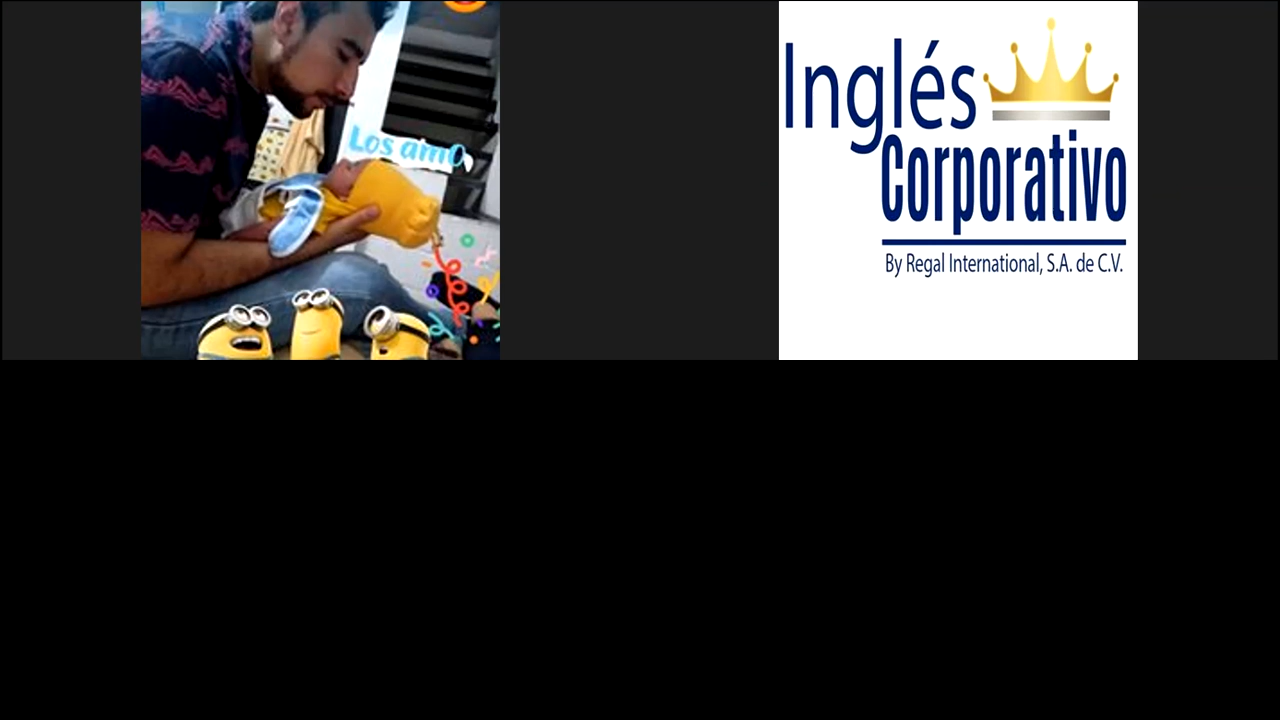 Los amo
Inglés
Corporativo
By Regal International, S.A. de C.V.